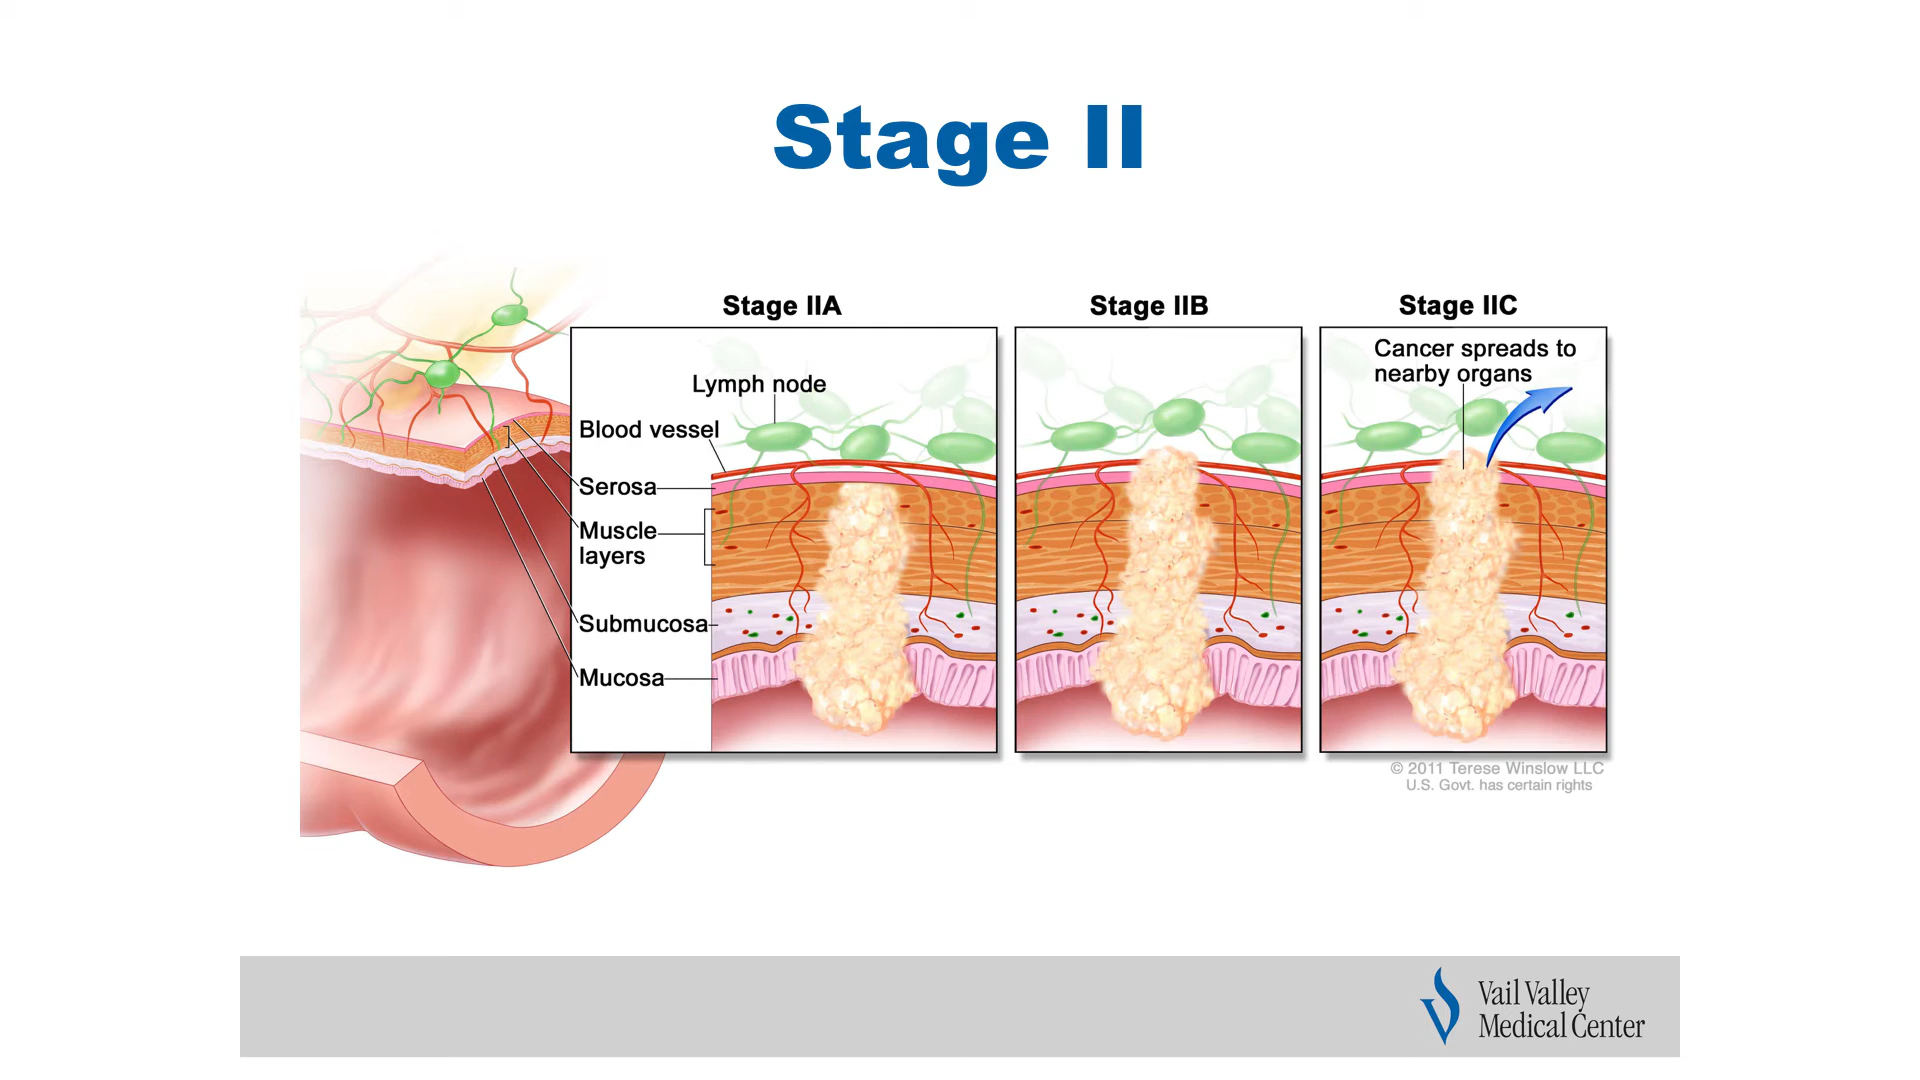 Stage II
Stage IIA
Stage IIB
Stage IIC
Lymph node
Blood vessel
Serosa
Muscle
layers
Submucosa
Mucosa
Cancer spreads to
nearby organs
© 2011 Terese Winslow LLC
U.S. Govt. has certain rights
Vail Valley
Medical Center